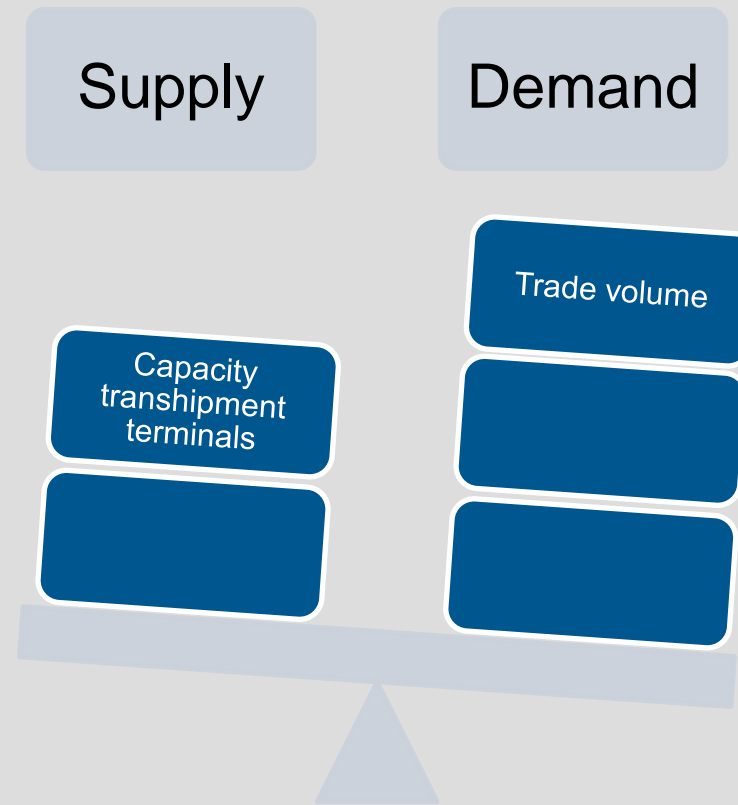 Supply
Demand
Trade volume
Capacity
transhipment
terminals